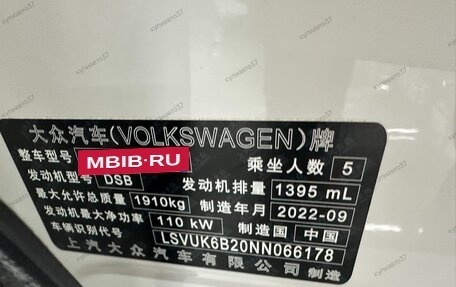 大众汽车(VOLKSWAGEN)牌
整车型号 MBIB·RU 乘坐人数 5
发动机型号 DSB 发动机排量 1395 mL
最大允许总质量 1910kg 制造年月 2022-09
发动机最大净功率 110 kW 制造国 中国
车辆识别代号 LSVUK6B20NN066178
上汽大众汽车有限公司 制造